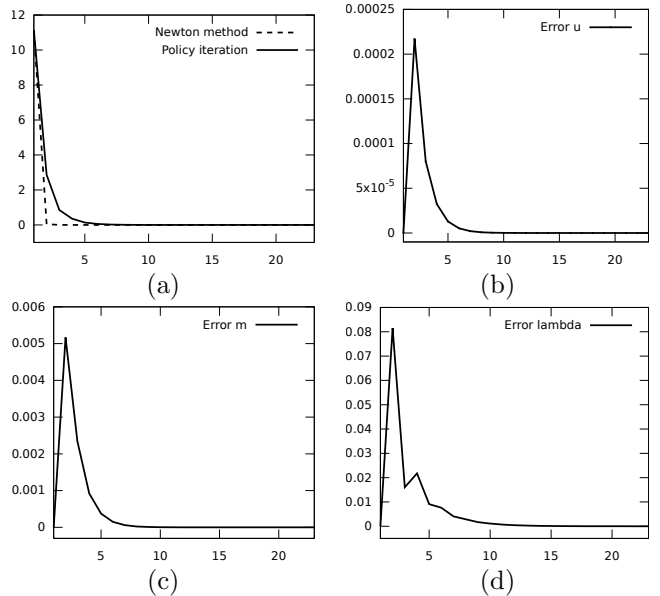 12
10
8
6
4
2
0
Newton method
Policy iteration
5 10 15 20
(a)
0.0002
0.00015
0.0001
5x10-5
0
Error u
5 10 15 20
(b)
0.006
0.005
0.004
0.003
0.002
0.001
0
Error m
5 10 15 20
(c)
0.09
0.08
0.07
0.06
0.05
0.04
0.03
0.02
0.01
0
Error lambda
5 10 15 20
(d)